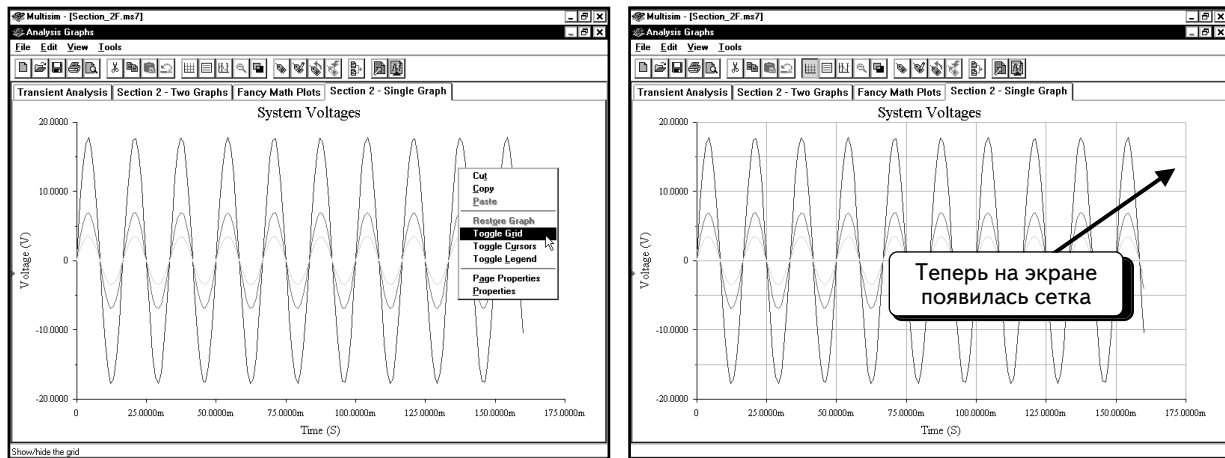 Multisim - [Section_2F.ms7]
Analysis Graphs
File Edit View Tools
Transient Analysis Section 2 - Two Graphs Fancy Math Plots Section 2 - Single Graph
System Voltages
20.0000
10.0000
0
-10.0000
-20.0000
Voltage (V)
0 25.0000m 50.0000m 75.0000m 100.0000m 125.0000m 150.0000m 175.0000m
Time (S)
Cut
Copy
Paste
Restore Graph
Toggle Grid
Toggle Cursors
Toggle Legend
Page Properties
Properties
Show/hide the grid
Multisim - [Section_2F.ms7]
Analysis Graphs
File Edit View Tools
Transient Analysis Section 2 - Two Graphs Fancy Math Plots Section 2 - Single Graph
System Voltages
20.0000
10.0000
0
-10.0000
-20.0000
Voltage (V)
0 25.0000m 50.0000m 75.0000m 100.0000m 125.0000m 150.0000m 175.0000m
Time (S)
Теперь на экране
появилась сетка